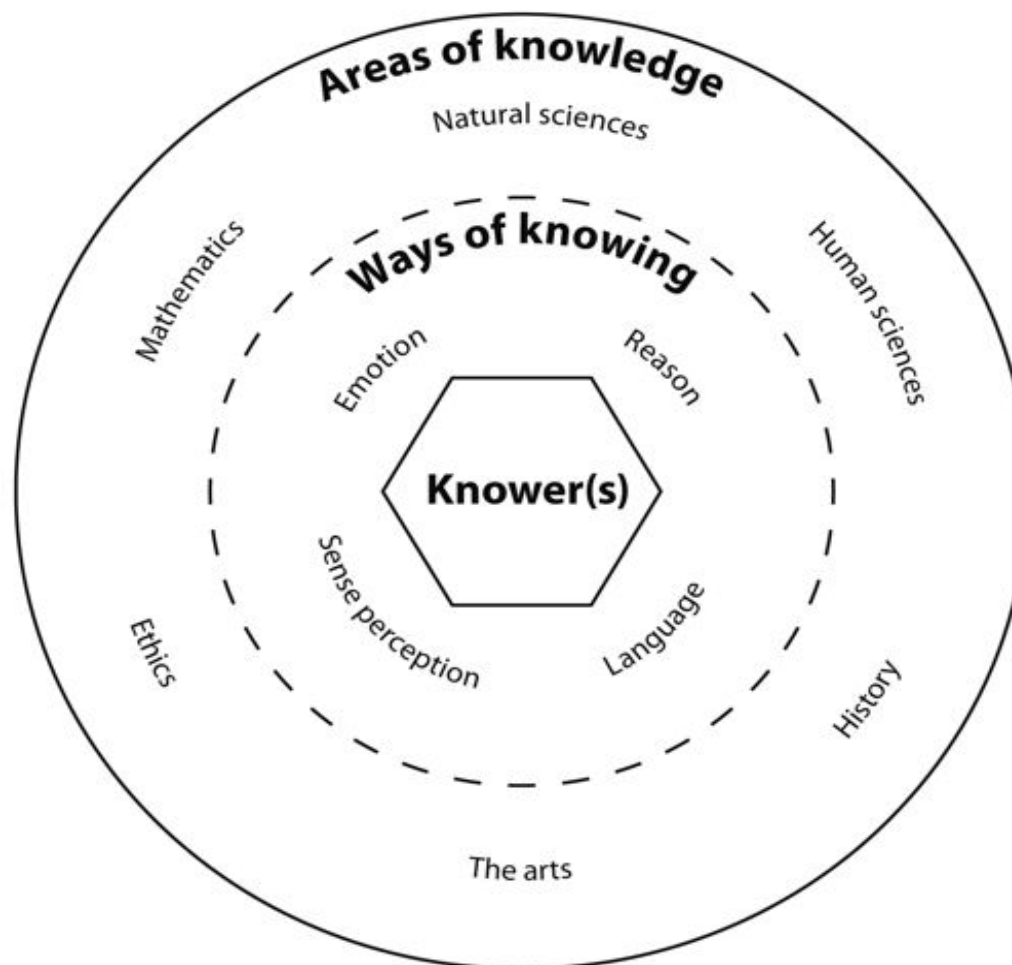 Areas of knowledge
Natural sciences
Mathematics
Human sciences
Ways of knowing
Emotion
Reason
Knower(s)
Sense perception
Language
Ethics
History
The arts